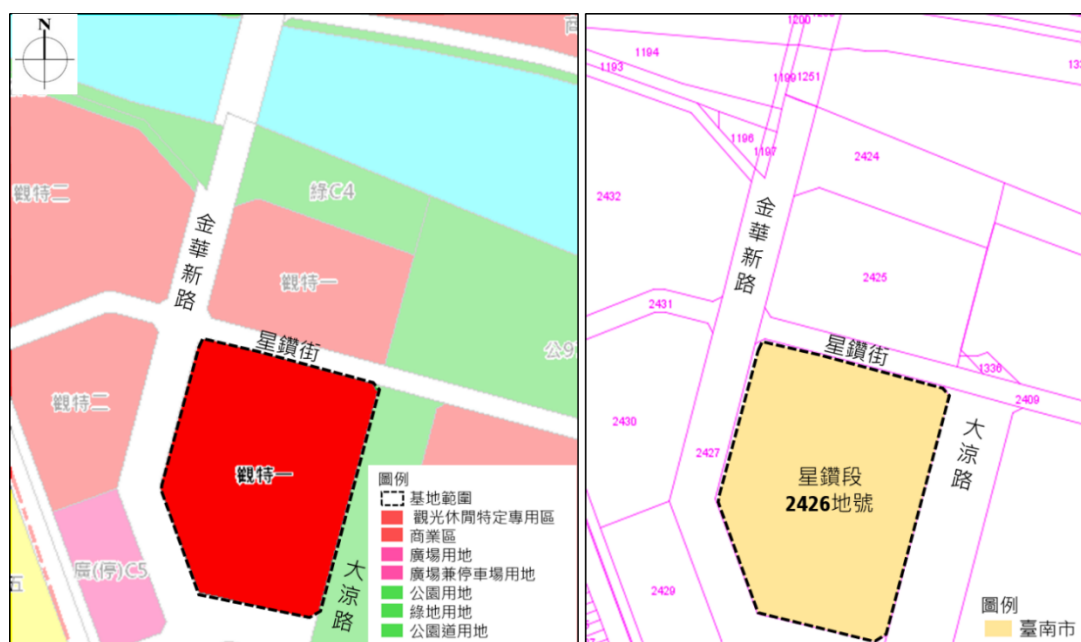 N
商
觀特二
綠C4
金華新路
觀特一
公9
星鑽街
觀特二
觀特一
廣(停)C5
五
大涼路
圖例
基地範圍
觀光休閒特定專用區
商業區
廣場用地
廣場兼停車場用地
公園用地
綠地用地
公園道用地
1200
1194
1193
1199
1251
133
1196
1197
2424
2432
金華新路
2425
2431
星鑽街
1336
2409
2430
2427
大涼路
星鑽段
2426地號
2429
圖例
臺南市